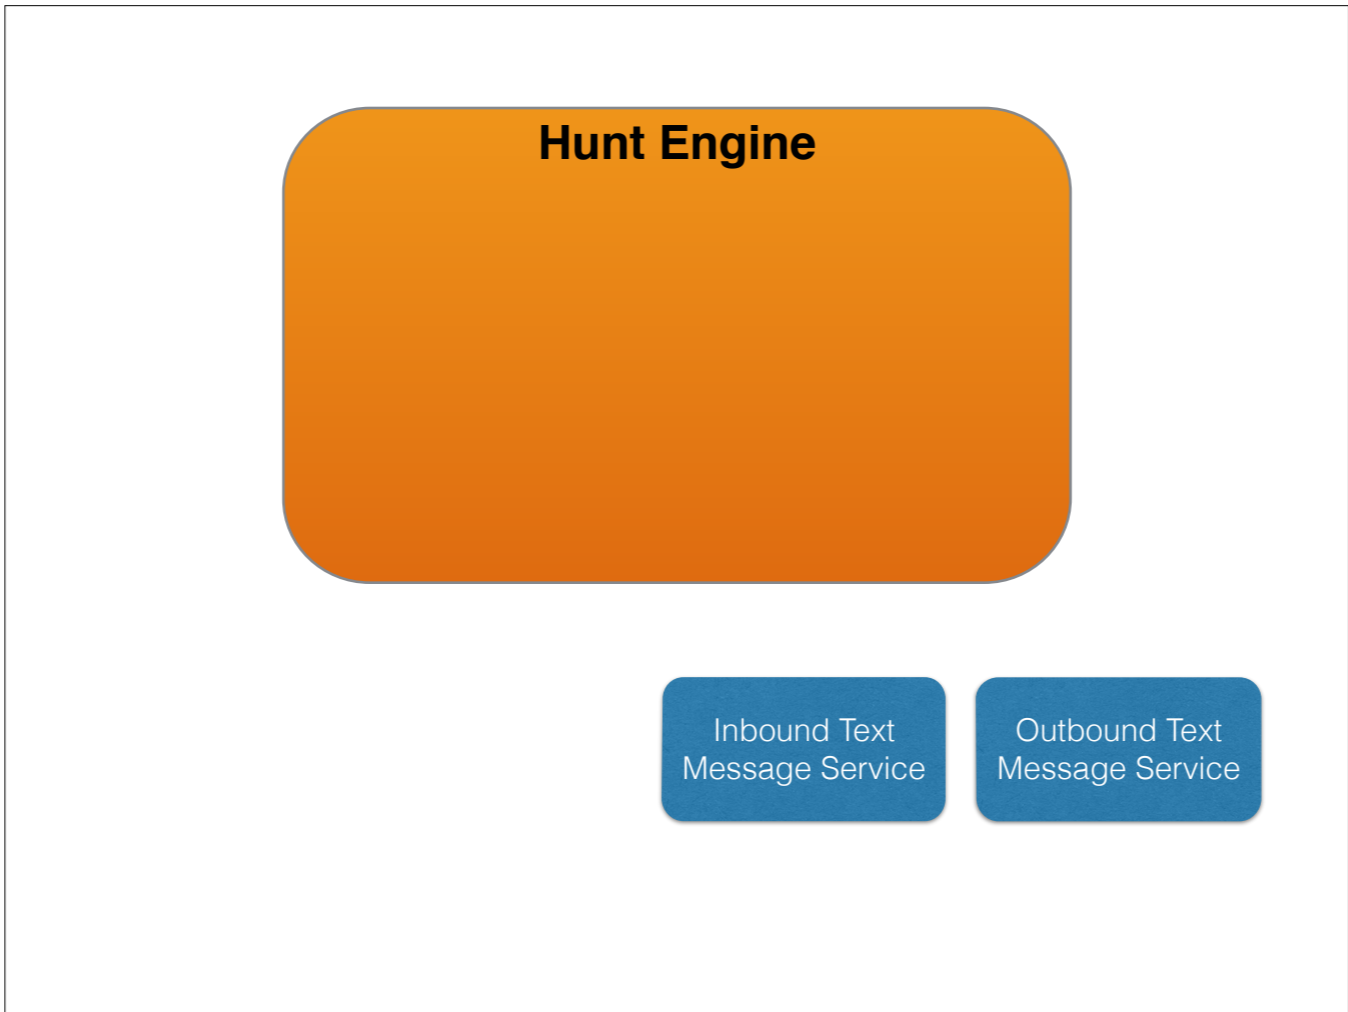 Hunt Engine
Inbound Text
Message Service
Outbound Text
Message Service